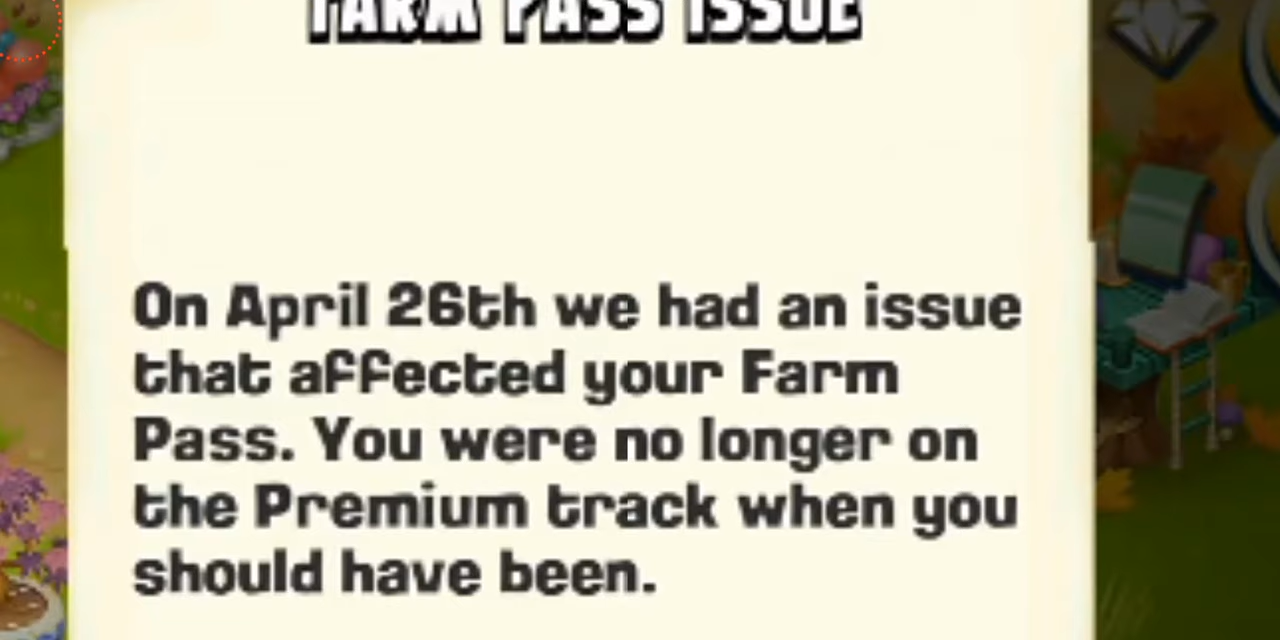 FARM PASS ISSUE
On April 26th we had an issue
that affected your Farm
Pass. You were no longer on
the Premium track when you
should have been.